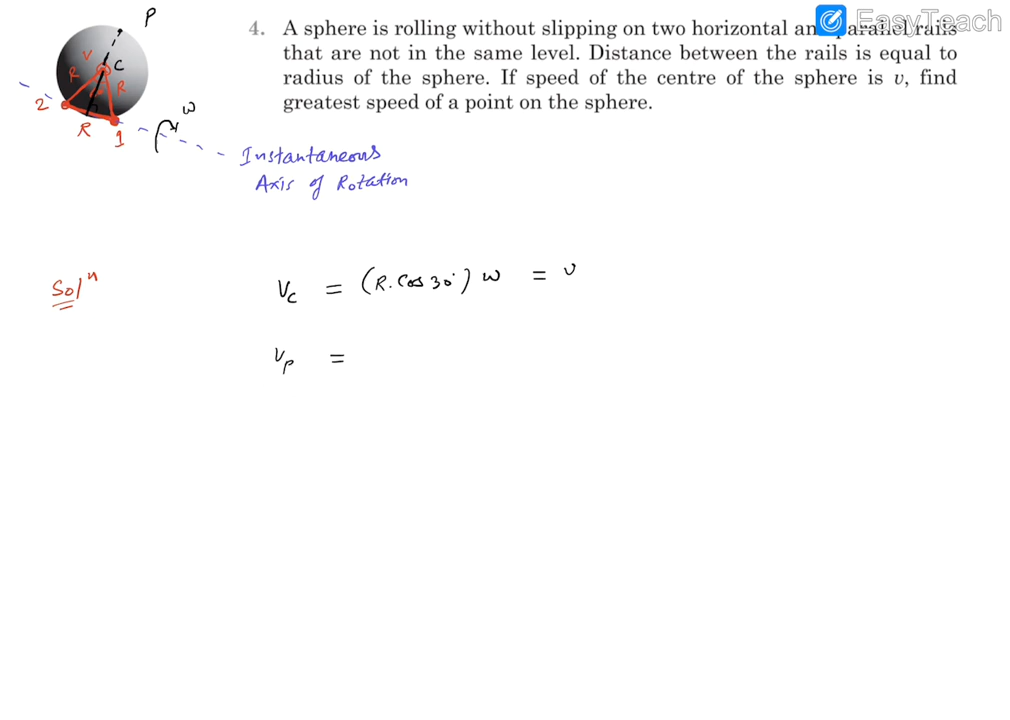 P
4. A sphere is rolling without slipping on two horizontal and parallel rails
EasyTeach
that are not in the same level. Distance between the rails is equal to
radius of the sphere. If speed of the centre of the sphere is v, find
greatest speed of a point on the sphere.
V
C
R
R
2
ω
R
1
Instantaneous
Axis of Rotation
Solⁿ
V_C = (R. Cos 30°) ω = v
V_P =